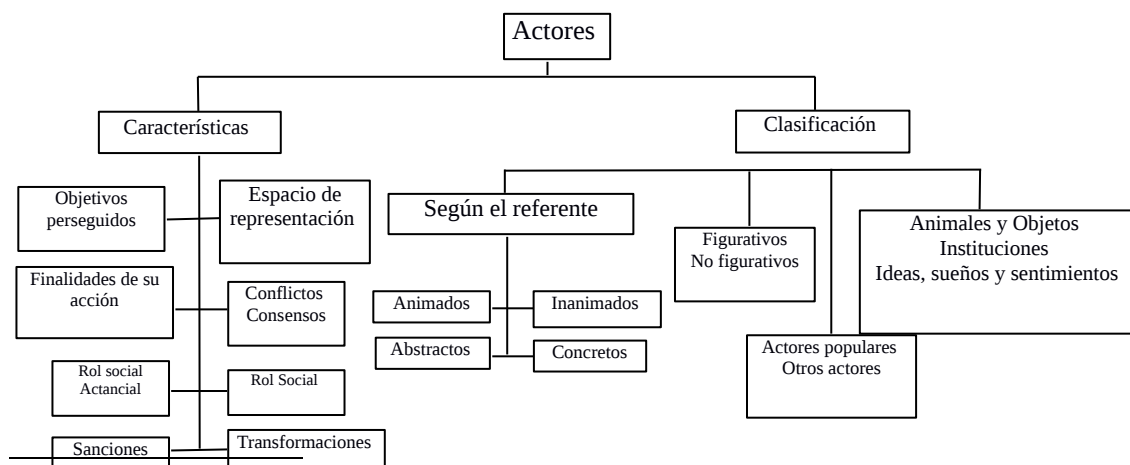 Actores
Características
Clasificación
Objetivos
perseguidos
Espacio de
representación
Finalidades de su
acción
Conflictos
Consensos
Rol social
Actancial
Rol Social
Sanciones
Transformaciones
Según el referente
Animados
Inanimados
Abstractos
Concretos
Figurativos
No figurativos
Actores populares
Otros actores
Animales y Objetos
Instituciones
Ideas, sueños y sentimientos